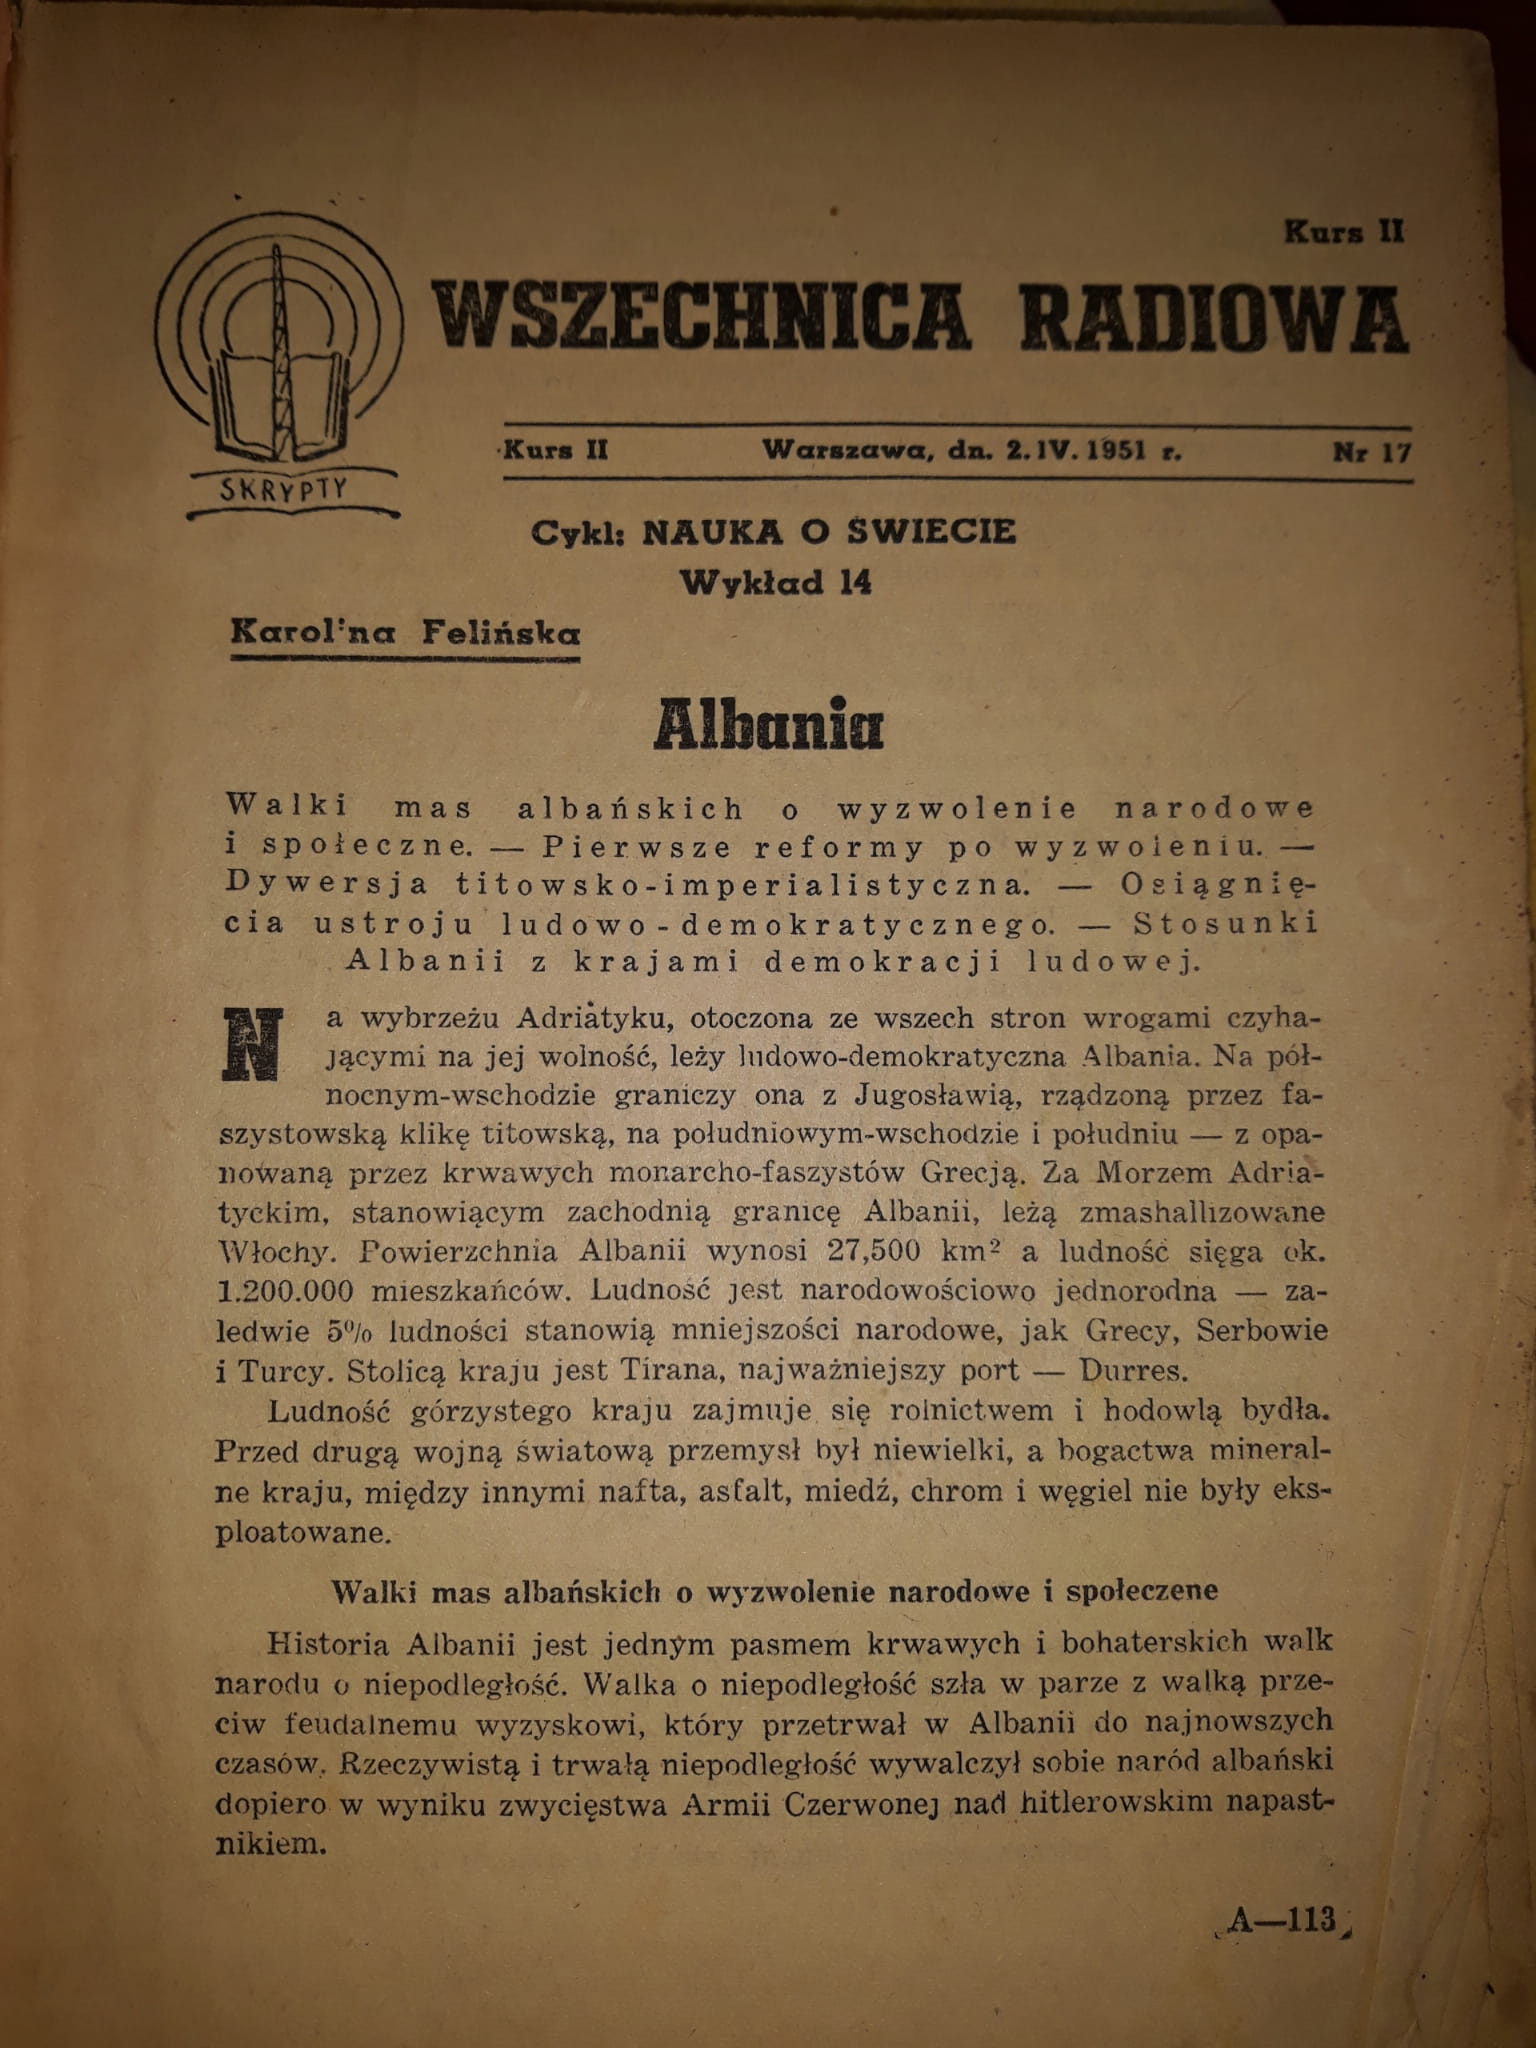 Kurs II
WSZECHNICA RADIOWA
Kurs II Warszawa, dn. 2.IV.1951 r. Nr 17
SKRYPTY
Cykl: NAUKA O ŚWIECIE
Wykład 14
Karolina Felińska
Albania
Walki mas albańskich o wyzwolenie narodowe
i społeczne. — Pierwsze reformy po wyzwoleniu. —
Dywersja titowsko-imperialistyczna. — Osiągnię-
cia ustroju ludowo-demokratycznego. — Stosunki
Albanii z krajami demokracji ludowej.
Na wybrzeżu Adriatyku, otoczona ze wszech stron wrogami czyha-
jącymi na jej wolność, leży ludowo-demokratyczna Albania. Na pół-
nocnym-wschodzie graniczy ona z Jugosławią, rządzoną przez fa-
szystowską klikę titowską, na południowym-wschodzie i południu — z opa-
nowaną przez krwawych monarcho-faszystów Grecją. Za Morzem Adria-
tyckim, stanowiącym zachodnią granicę Albanii, leżą zmashallizowane
Włochy. Powierzchnia Albanii wynosi 27,500 km² a ludność sięga ok.
1.200.000 mieszkańców. Ludność jest narodowościowo jednorodna — za-
ledwie 5% ludności stanowią mniejszości narodowe, jak Grecy, Serbowie
i Turcy. Stolicą kraju jest Tirana, najważniejszy port — Durres.
Ludność górzystego kraju zajmuje się rolnictwem i hodowlą bydła.
Przed drugą wojną światową przemysł był niewielki, a bogactwa mineral-
ne kraju, między innymi nafta, asfalt, miedź, chrom i węgiel nie były eks-
ploatowane.
Walki mas albańskich o wyzwolenie narodowe i społeczene
Historia Albanii jest jednym pasmem krwawych i bohaterskich walk
narodu o niepodległość. Walka o niepodległość szła w parze z walką prze-
ciw feudalnemu wyzyskowi, który przetrwał w Albanii do najnowszych
czasów. Rzeczywistą i trwałą niepodległość wywalczył sobie naród albański
dopiero w wyniku zwycięstwa Armii Czerwonej nad hitlerowskim napast-
nikiem.
A—113